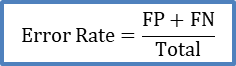 Error Rate = FP + FN / Total